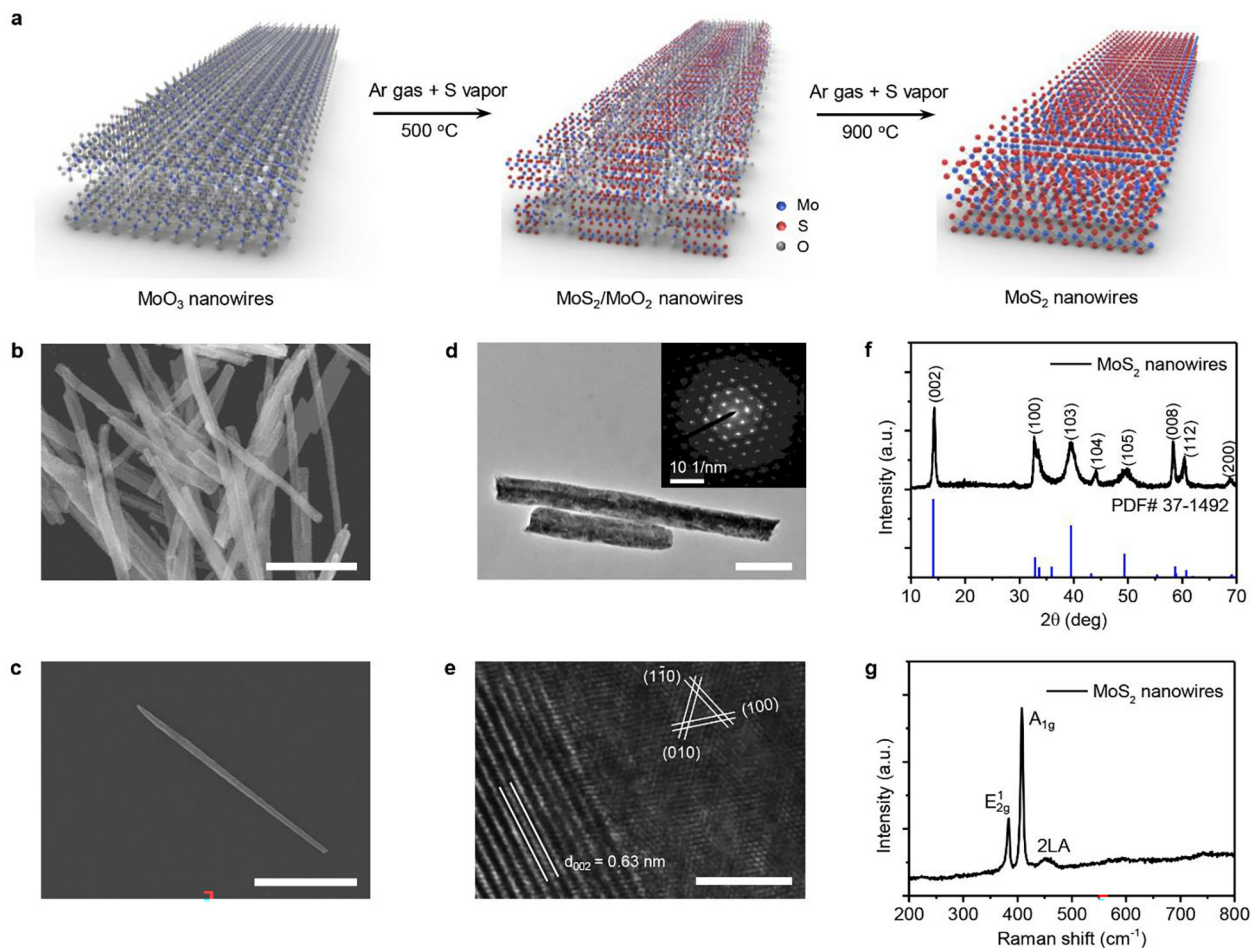 a
Ar gas + S vapor
500 °C
Ar gas + S vapor
900 °C
Mo
S
O
MoO₃ nanowires
MoS₂/MoO₂ nanowires
MoS₂ nanowires
b
c
d
10 1/nm
e
(11̄0)
(100)
(010)
d₀₀₂ = 0.63 nm
f
MoS₂ nanowires
(002)
(100)
(103)
(104)
(105)
(008)
(112)
(200)
PDF# 37-1492
Intensity (a.u.)
10 20 30 40 50 60 70
2θ (deg)
g
MoS₂ nanowires
A₁g
E¹₂g
2LA
Intensity (a.u.)
200 300 400 500 600 700 800
Raman shift (cm⁻¹)